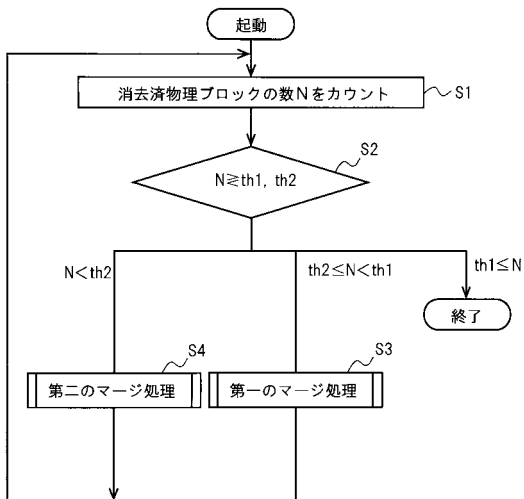 起動
消去済物理ブロックの数Nをカウント
S1
S2
N≷th1, th2
N<th2
th2≤N<th1
th1≤N
終了
S4
S3
第二のマージ処理
第一のマージ処理